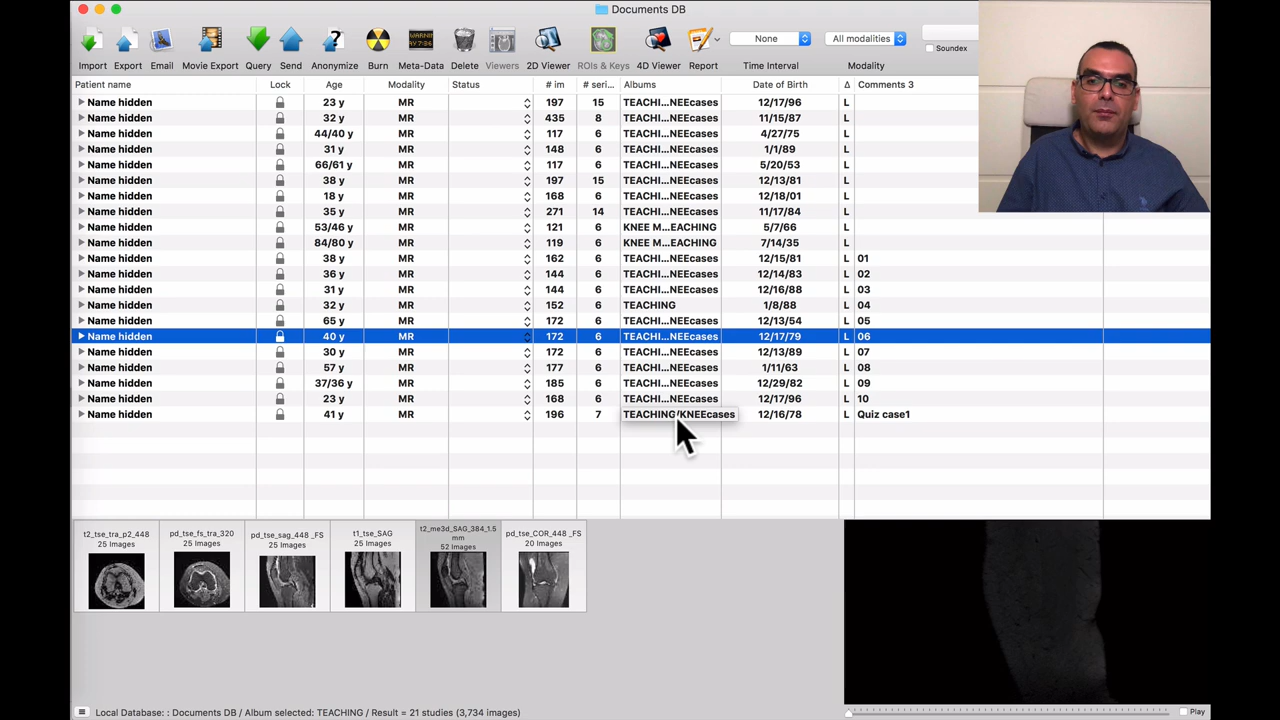 Documents DB
Import Export Email Movie Export Query Send Anonymize Burn Meta-Data Delete Viewers 2D Viewer ROIs & Keys 4D Viewer Report None Time Interval All modalities Modality Soundex
Patient name Lock Age Modality Status # im # seri... Albums Date of Birth Δ Comments 3
Name hidden 23 y MR 197 15 TEACHI...NEEcases 12/17/96 L
Name hidden 32 y MR 435 8 TEACHI...NEEcases 11/15/87 L
Name hidden 44/40 y MR 117 6 TEACHI...NEEcases 4/27/75 L
Name hidden 31 y MR 148 6 TEACHI...NEEcases 1/1/89 L
Name hidden 66/61 y MR 117 6 TEACHI...NEEcases 5/20/53 L
Name hidden 38 y MR 197 15 TEACHI...NEEcases 12/13/81 L
Name hidden 18 y MR 168 6 TEACHI...NEEcases 12/18/01 L
Name hidden 35 y MR 271 14 TEACHI...NEEcases 11/17/84 L
Name hidden 53/46 y MR 121 6 KNEE M...EACHING 5/7/66 L
Name hidden 84/80 y MR 119 6 KNEE M...EACHING 7/14/35 L
Name hidden 38 y MR 162 6 TEACHI...NEEcases 12/15/81 L 01
Name hidden 36 y MR 144 6 TEACHI...NEEcases 12/14/83 L 02
Name hidden 31 y MR 144 6 TEACHI...NEEcases 12/16/88 L 03
Name hidden 32 y MR 152 6 TEACHING 1/8/88 L 04
Name hidden 65 y MR 172 6 TEACHI...NEEcases 12/13/54 L 05
Name hidden 40 y MR 172 6 TEACHI...NEEcases 12/17/79 L 06
Name hidden 30 y MR 172 6 TEACHI...NEEcases 12/13/89 L 07
Name hidden 57 y MR 177 6 TEACHI...NEEcases 1/11/63 L 08
Name hidden 37/36 y MR 185 6 TEACHI...NEEcases 12/29/82 L 09
Name hidden 23 y MR 168 6 TEACHI...NEEcases 12/17/96 L 10
Name hidden 41 y MR 196 7 TEACHING/KNEEcases 12/16/78 L Quiz case1
t2_tse_tra_p2_448
25 Images
pd_tse_fs_tra_320
25 Images
pd_tse_sag_448 _FS
25 Images
t1_tse_SAG
25 Images
t2_me3d_SAG_384_1.5
mm
52 Images
pd_tse_COR_448 _FS
20 Images
Local Database: : Documents DB / Album selected: TEACHING / Result = 21 studies (3,734 images)
Play